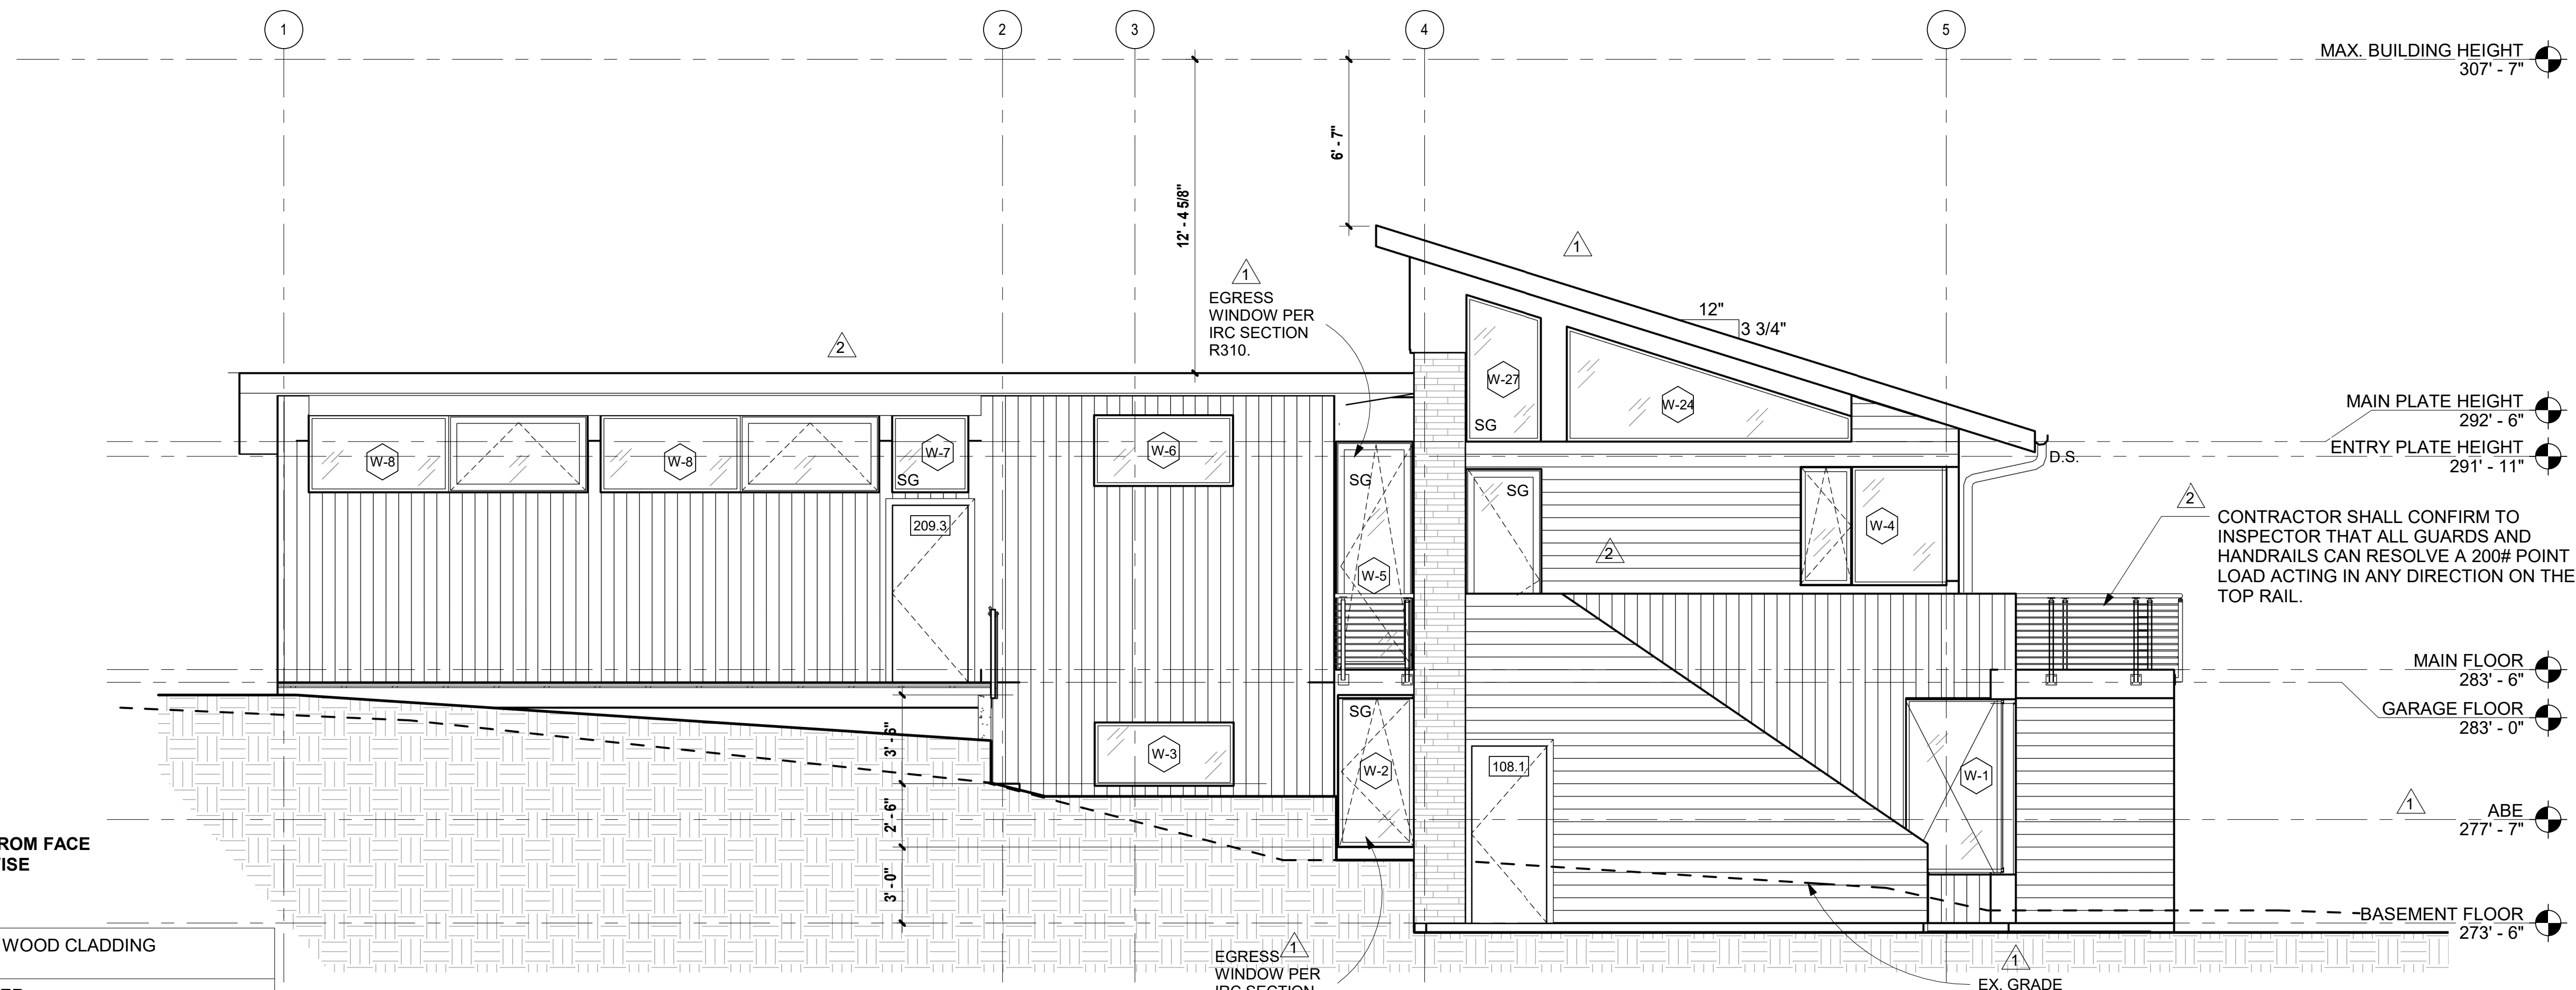 1
2
3
4
5
MAX. BUILDING HEIGHT
307' - 7"
6' - 7"
12' - 4 5/8"
1
EGRESS
WINDOW PER
IRC SECTION
R310.
1
12"
3 3/4"
2
W-8
W-8
W-7
SG
209.3
W-6
W-3
SG
W-5
SG
W-2
W-27
SG
W-24
SG
2
W-4
D.S.
108.1
W-1
MAIN PLATE HEIGHT
292' - 6"
ENTRY PLATE HEIGHT
291' - 11"
2
CONTRACTOR SHALL CONFIRM TO
INSPECTOR THAT ALL GUARDS AND
HANDRAILS CAN RESOLVE A 200# POINT
LOAD ACTING IN ANY DIRECTION ON THE
TOP RAIL.
MAIN FLOOR
283' - 6"
GARAGE FLOOR
283' - 0"
1
ABE
277' - 7"
BASEMENT FLOOR
273' - 6"
3' - 6"
2' - 6"
3' - 0"
ROM FACE
ISE
WOOD CLADDING
1
EGRESS
WINDOW PER
IRC SECTION
1
EX. GRADE